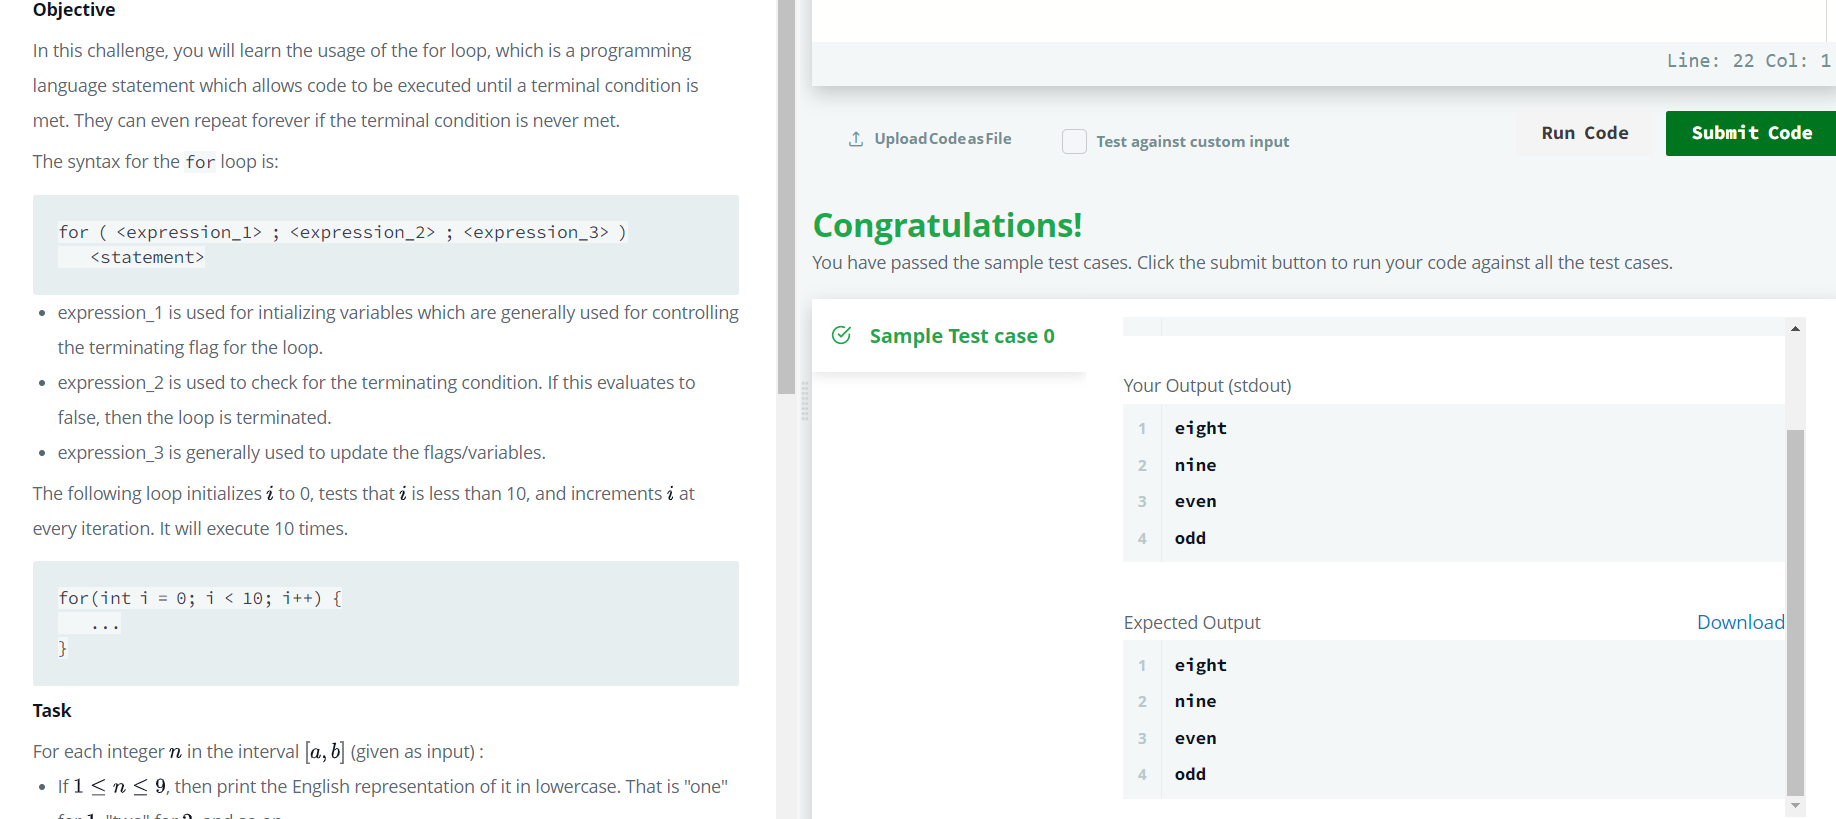 Objective
In this challenge, you will learn the usage of the for loop, which is a programming
language statement which allows code to be executed until a terminal condition is
met. They can even repeat forever if the terminal condition is never met.
The syntax for the for loop is:
for ( <expression_1> ; <expression_2> ; <expression_3> )
<statement>
• expression_1 is used for intializing variables which are generally used for controlling
the terminating flag for the loop.
• expression_2 is used to check for the terminating condition. If this evaluates to
false, then the loop is terminated.
• expression_3 is generally used to update the flags/variables.
The following loop initializes i to 0, tests that i is less than 10, and increments i at
every iteration. It will execute 10 times.
for(int i = 0; i < 10; i++) {
...
}
Task
For each integer n in the interval [a, b] (given as input) :
• If 1 ≤ n ≤ 9, then print the English representation of it in lowercase. That is "one"
for 1, "two" for 2, and so on.
Line: 22 Col: 1
Upload Code as File
Test against custom input
Run Code
Submit Code
Congratulations!
You have passed the sample test cases. Click the submit button to run your code against all the test cases.
Sample Test case 0
Your Output (stdout)
1 eight
2 nine
3 even
4 odd
Expected Output
Download
1 eight
2 nine
3 even
4 odd